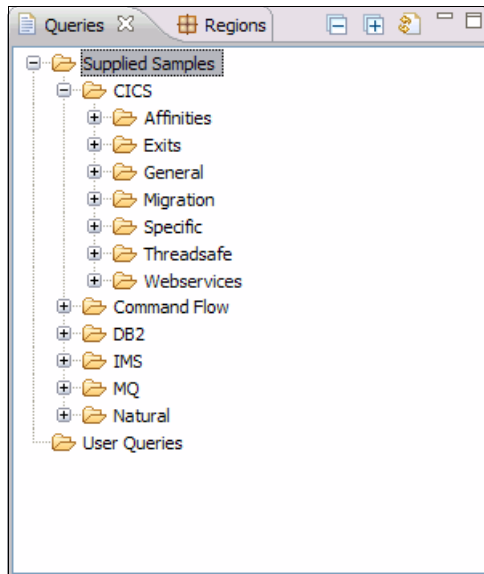 Queries Regions
Supplied Samples
CICS
Affinities
Exits
General
Migration
Specific
Threadsafe
Webservices
Command Flow
DB2
IMS
MQ
Natural
User Queries